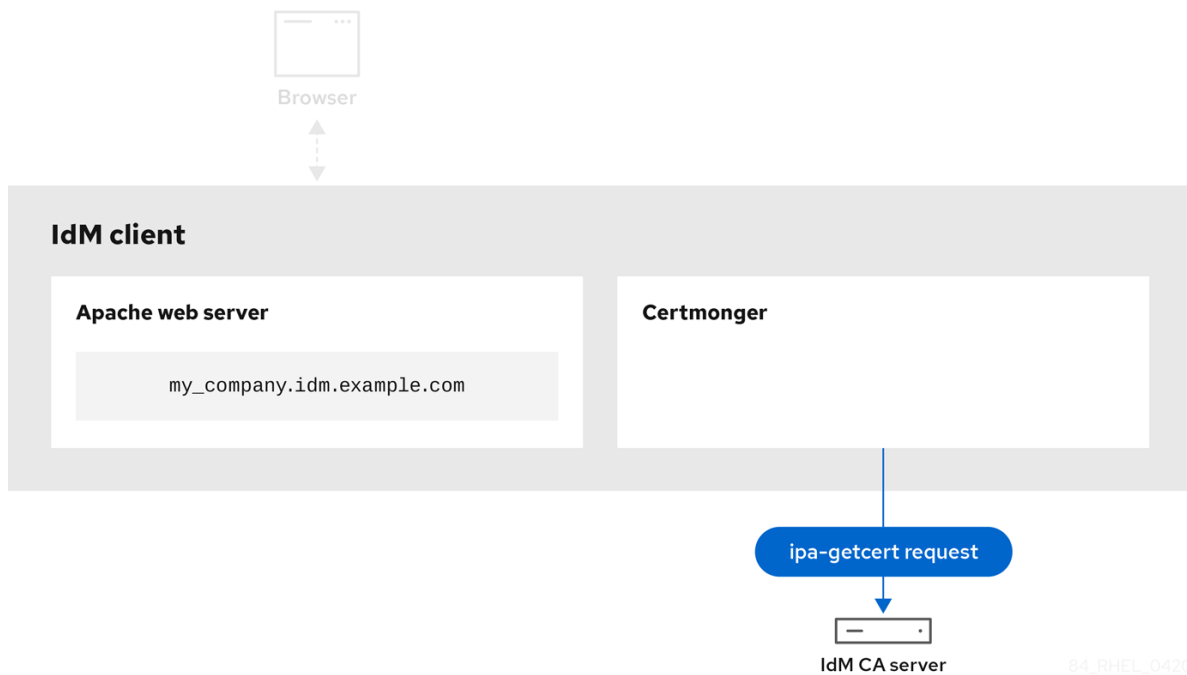 Browser
IdM client
Apache web server
Certmonger
my_company.idm.example.com
ipa-getcert request
IdM CA server
84_RHEL_0420